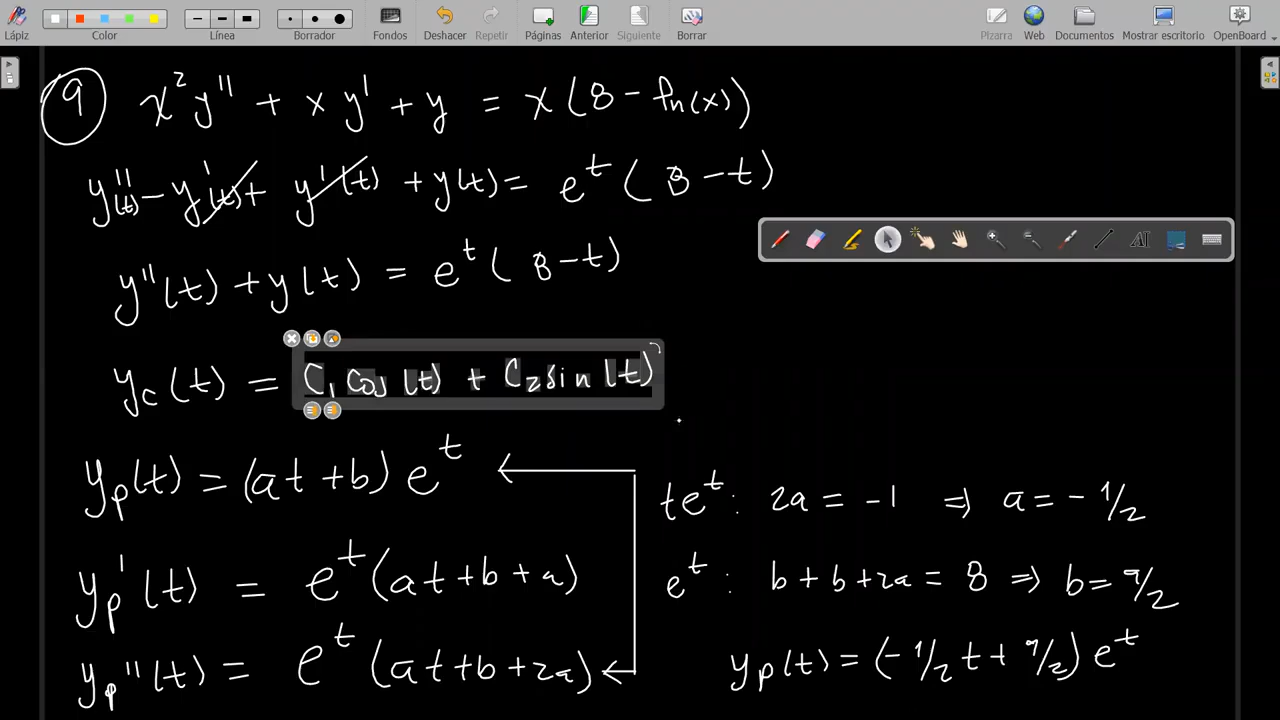 Lápiz Color Línea Borrador Fondos Deshacer Repetir Páginas Anterior Siguiente Borrar Pizarra Web Documentos Mostrar escritorio OpenBoard
9 x² y'' + x y' + y = x (8 - ln(x))
y''(t) - y'(t) + y'(t) + y(t) = e^t (8 - t)
y''(t) + y(t) = e^t (8 - t)
y_c(t) = C₁ Cos(t) + C₂ sin(t)
y_p(t) = (at + b) e^t
te^t : 2a = -1 ⇒ a = -1/2
y_p'(t) = e^t (at + b + a)
e^t : b + b + 2a = 8 ⇒ b = 9/2
y_p''(t) = e^t (at + b + 2a)
y_p(t) = (-1/2 t + 9/2) e^t